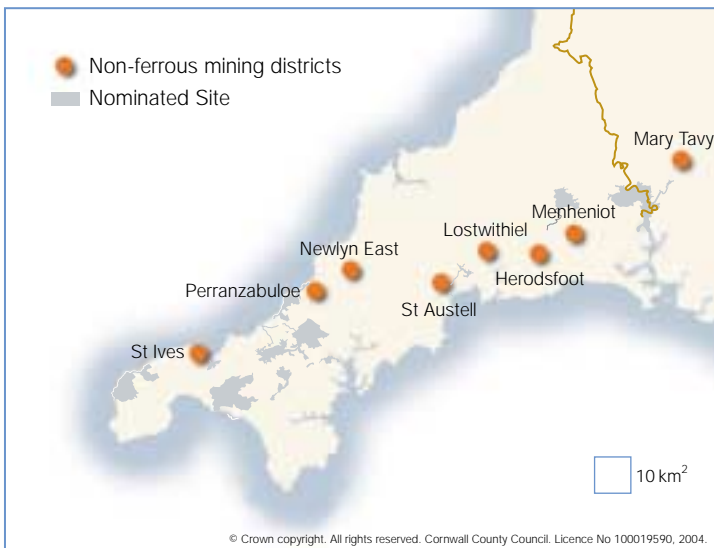 Non-ferrous mining districts
Nominated Site
Mary Tavy
Menheniot
Lostwithiel
Newlyn East
Herodsfoot
Perranzabuloe
St Austell
St Ives
10 km²
© Crown copyright. All rights reserved. Cornwall County Council. Licence No 100019590, 2004.